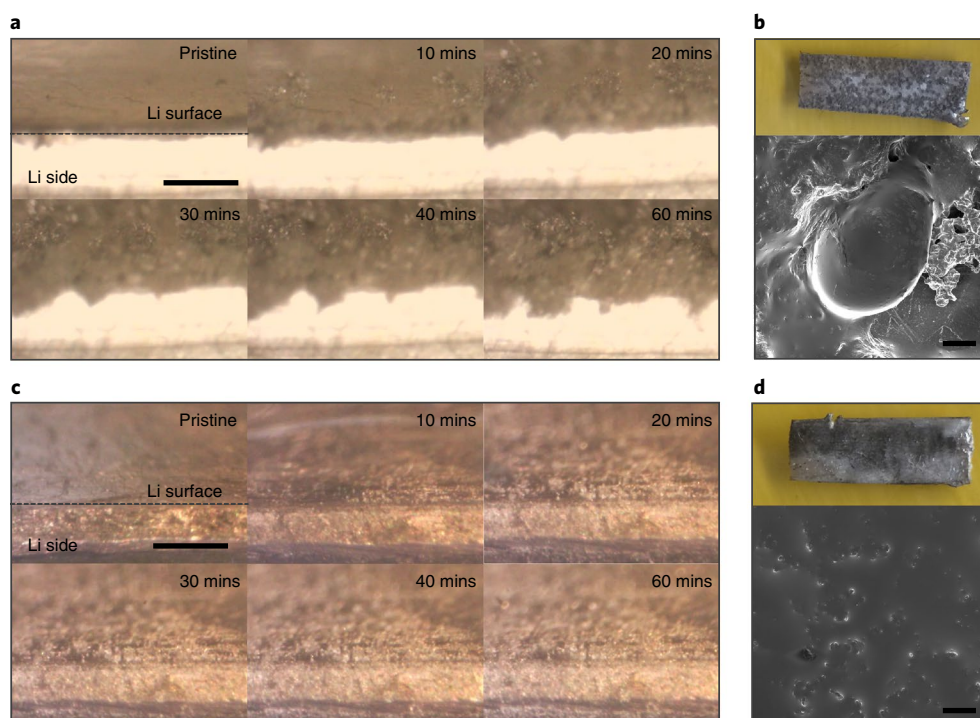 a
Pristine
10 mins
20 mins
Li surface
Li side
30 mins
40 mins
60 mins
b
c
Pristine
10 mins
20 mins
Li surface
Li side
30 mins
40 mins
60 mins
d